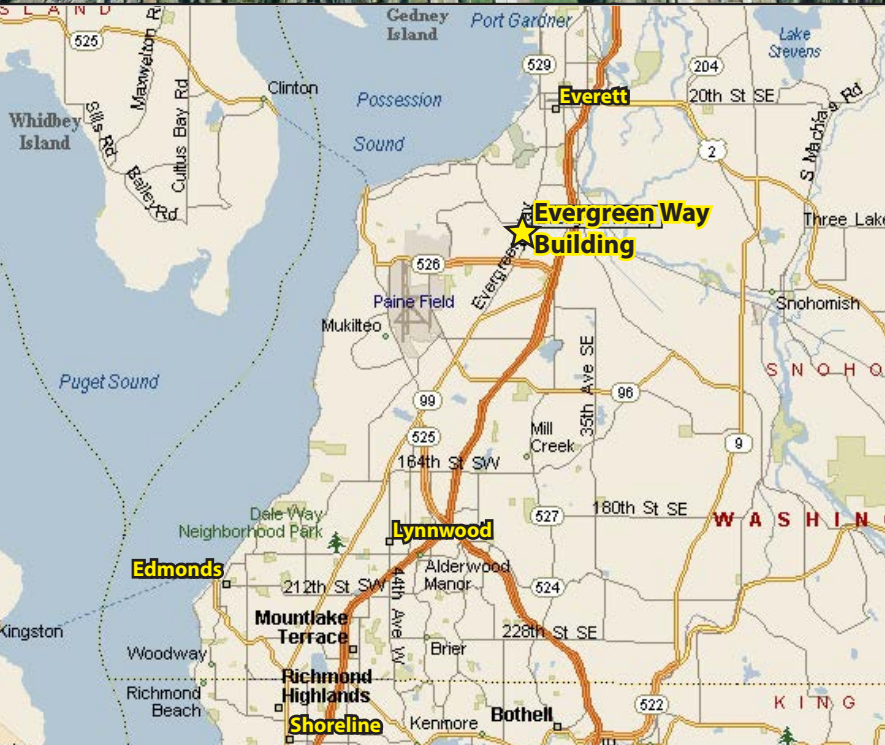 S L A N D
Gedney
Island
Port Gardner
Lake
Stevens
525
Maxwelton Rd
529
204
Clinton
Everett
20th St SE
Possession
Sound
Whidbey
Island
Sills Rd
Cultus Bay Rd
Bailey Rd
2
S Machias Rd
Evergreen Way
Building
Three Lake
526
Evergreen Way
Paine Field
Mukilteo
Snohomish
Puget Sound
35th Ave SE
S N O H O
96
99
525
Mill
Creek
9
164th St SW
Dale Way
Neighborhood Park
527
180th St SE
W A S H I N
Lynnwood
Edmonds
Alderwood
Manor
212th St SW
44th Ave W
524
Mountlake
Terrace
228th St SE
Kingston
Woodway
Brier
Richmond
Beach
Richmond
Highlands
522
K I N G
Shoreline
Kenmore
Bothell